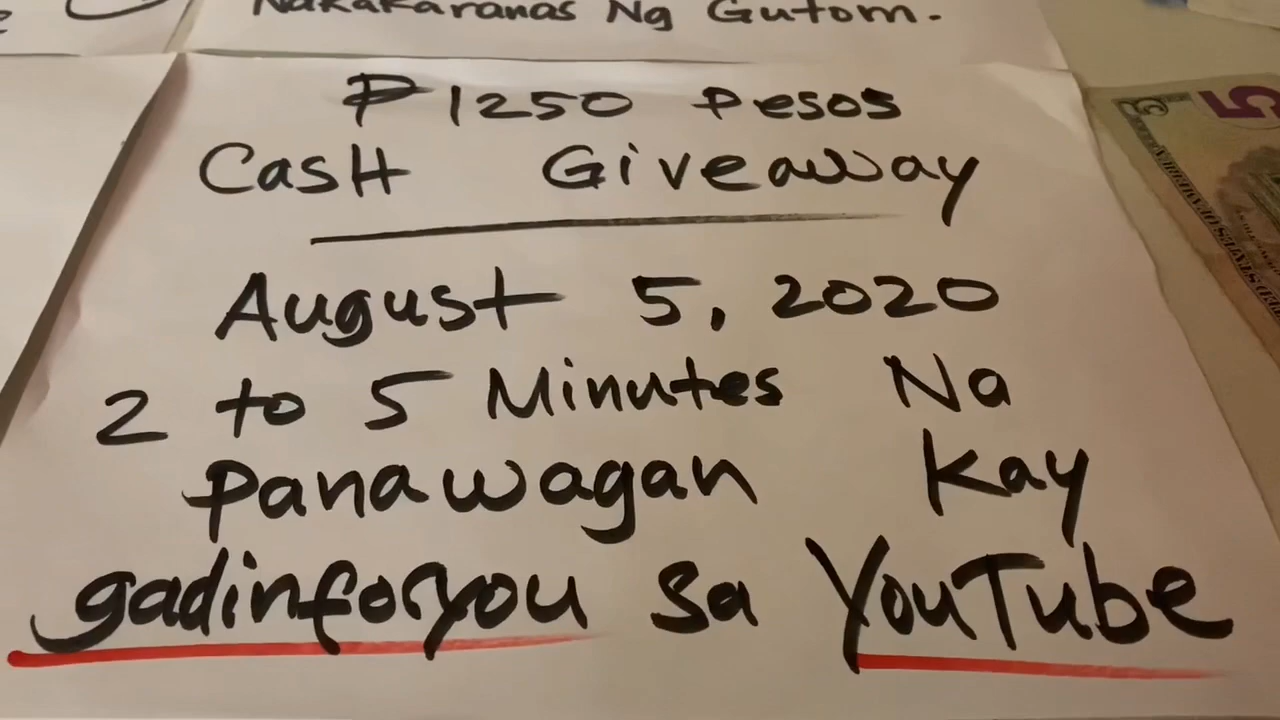 Nakakaranas Ng Gutom.
₱1250 Pesos
CasH Giveaway
August 5, 2020
2 to 5 Minutes Na
Panawagan Kay
gadinforyou sa YouTube
5